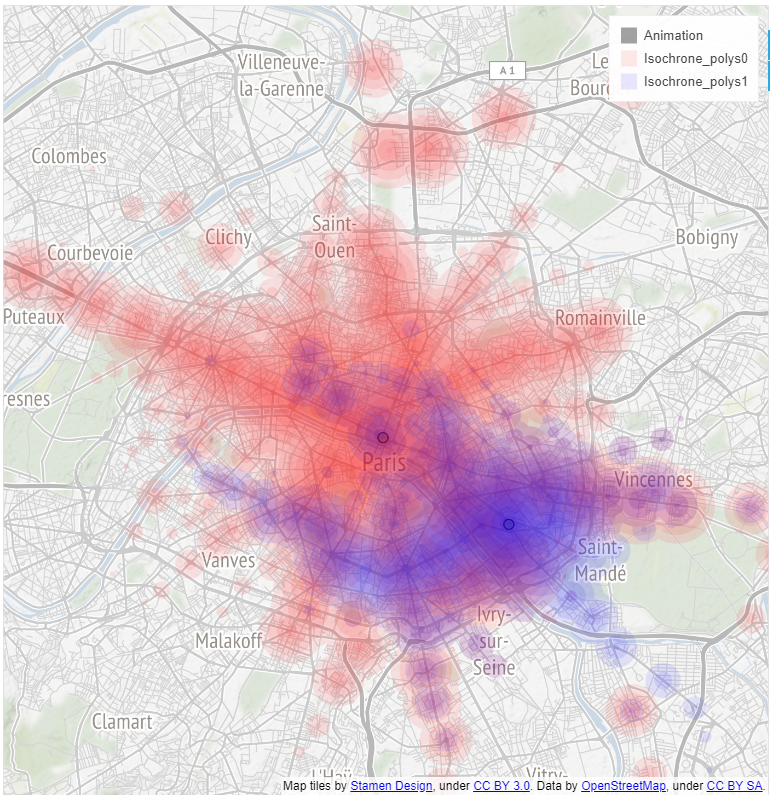 Animation
Isochrone_polys0
Isochrone_polys1
Villeneuve-
la-Garenne
A 1
Le
Bourg
Colombes
Saint-
Ouen
Clichy
Bobigny
Courbevoie
Puteaux
Romainville
resnes
Paris
Vincennes
Saint-
Mandé
Vanves
Ivry-
sur-
Seine
Malakoff
Clamart
L'Haÿ
Vitry-
Map tiles by Stamen Design, under CC BY 3.0. Data by OpenStreetMap, under CC BY SA.